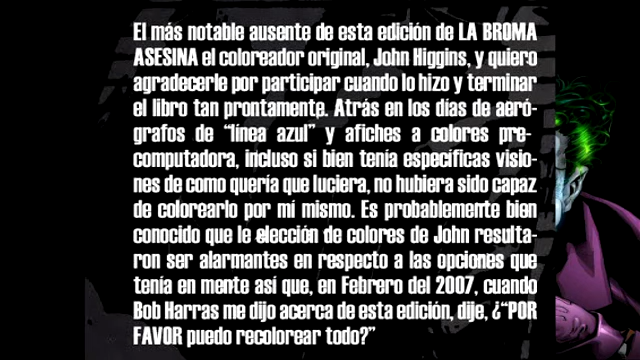 El más notable ausente de esta edición de LA BROMA
ASESINA el coloreador original, John Higgins, y quiero
agradecerle por participar cuando lo hizo y terminar
el libro tan prontamente. Atrás en los días de aeró-
grafos de “línea azul” y afiches a colores pre-
computadora, incluso si bien tenía específicas visio-
nes de como quería que luciera, no hubiera sido capaz
de colorearlo por mí mismo. Es probablemente bien
conocido que le elección de colores de John resulta-
ron ser alarmantes en respecto a las opciones que
tenía en mente así que, en Febrero del 2007, cuando
Bob Harras me dijo acerca de esta edición, dije, ¿“POR
FAVOR puedo recolorear todo?”